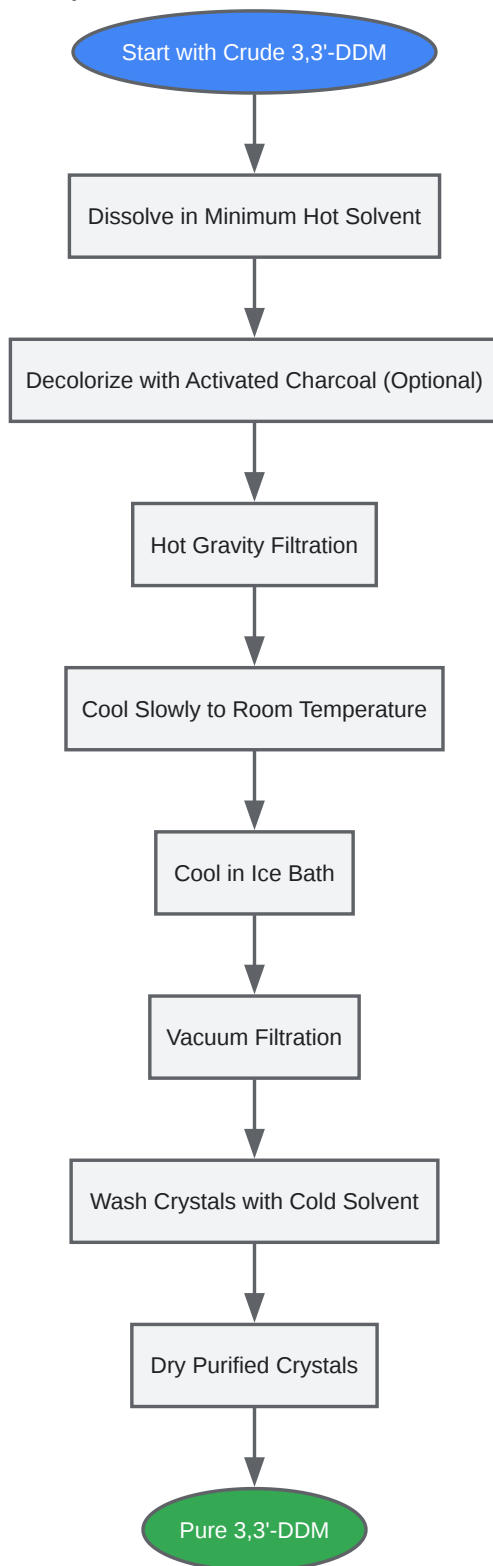 Start with Crude 3,3'-DDM
Dissolve in Minimum Hot Solvent
Decolorize with Activated Charcoal (Optional)
Hot Gravity Filtration
Cool Slowly to Room Temperature
Cool in Ice Bath
Vacuum Filtration
Wash Crystals with Cold Solvent
Dry Purified Crystals
Pure 3,3'-DDM